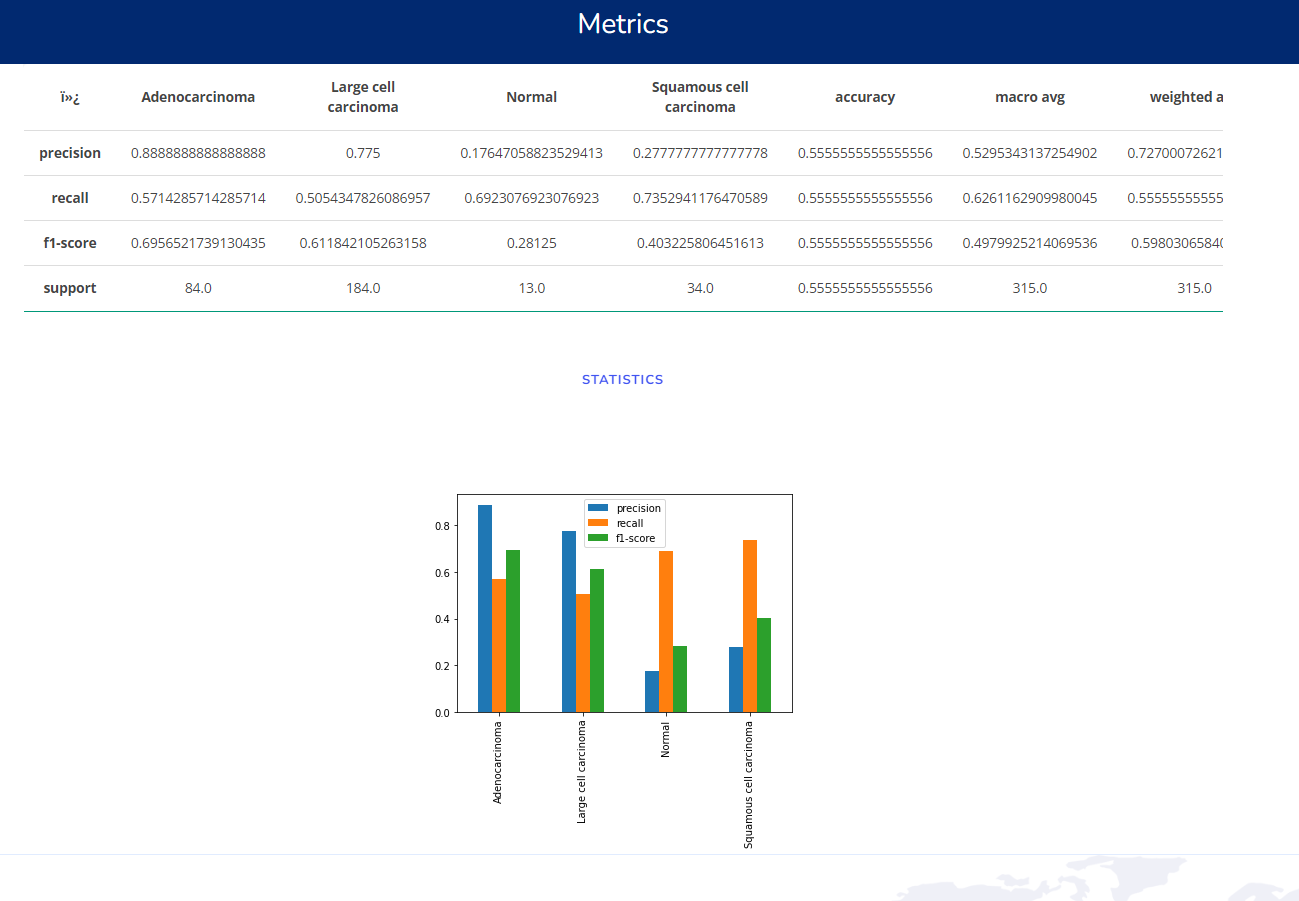 Metrics
ï»¿ Adenocarcinoma Large cell carcinoma Normal Squamous cell carcinoma accuracy macro avg weighted a
precision 0.8888888888888888 0.775 0.17647058823529413 0.2777777777777778 0.5555555555555556 0.5295343137254902 0.72700072621
recall 0.5714285714285714 0.5054347826086957 0.6923076923076923 0.7352941176470589 0.5555555555555556 0.6261162909980045 0.55555555555
f1-score 0.6956521739130435 0.611842105263158 0.28125 0.403225806451613 0.5555555555555556 0.4979925214069536 0.5980306584
support 84.0 184.0 13.0 34.0 0.5555555555555556 315.0 315.0
STATISTICS
precision
recall
f1-score
0.8
0.6
0.4
0.2
0.0
Adenocarcinoma
Large cell carcinoma
Normal
Squamous cell carcinoma